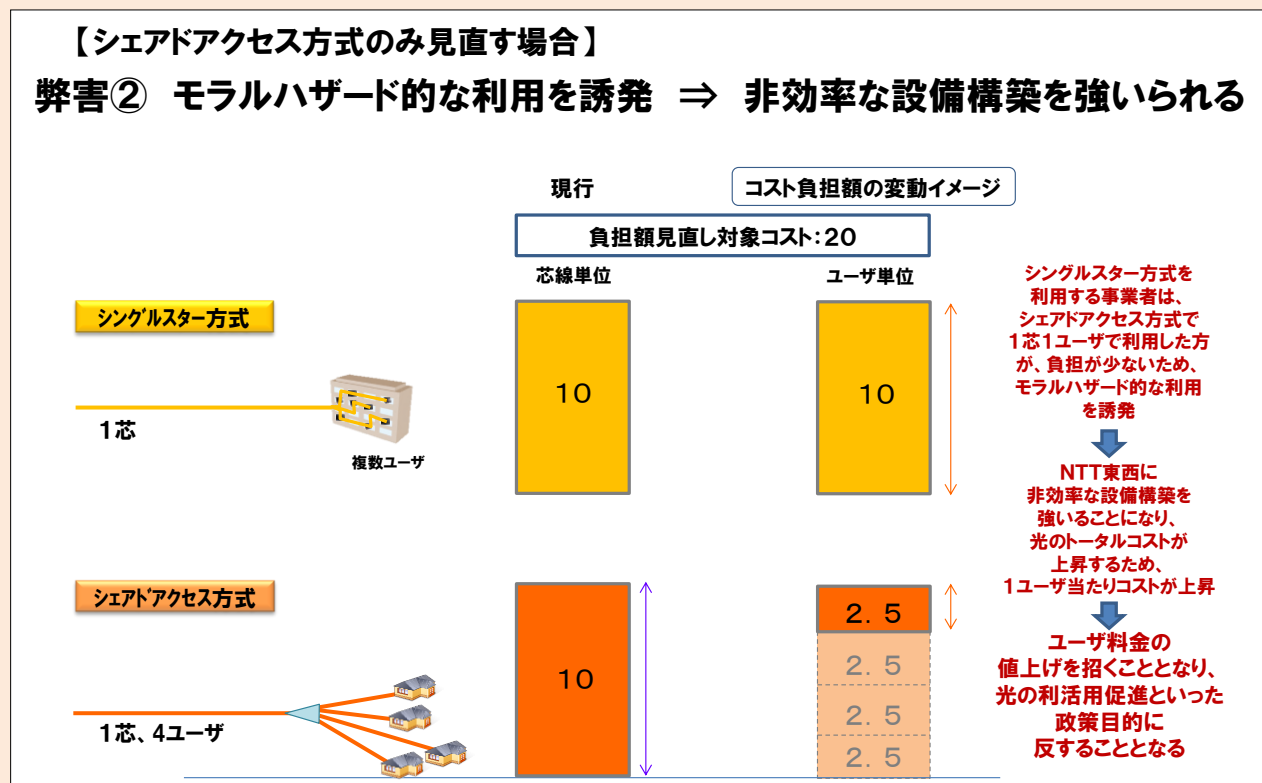 【シェアドアクセス方式のみ見直す場合】
弊害② モラルハザード的な利用を誘発 ⇒ 非効率な設備構築を強いられる
現行
コスト負担額の変動イメージ
負担額見直し対象コスト：20
芯線単位
ユーザ単位
シングルスター方式
1芯
複数ユーザ
10
10
シングルスター方式を
利用する事業者は、
シェアドアクセス方式で
1芯1ユーザで利用した方
が、負担が少ないため、
モラルハザード的な利用
を誘発
NTT東西に
非効率な設備構築を
強いることになり、
光のトータルコストが
上昇するため、
1ユーザ当たりコストが上昇
シェアドアクセス方式
1芯、4ユーザ
10
2．5
2．5
2．5
2．5
ユーザ料金の
値上げを招くこととなり、
光の利活用促進といった
政策目的に
反することとなる